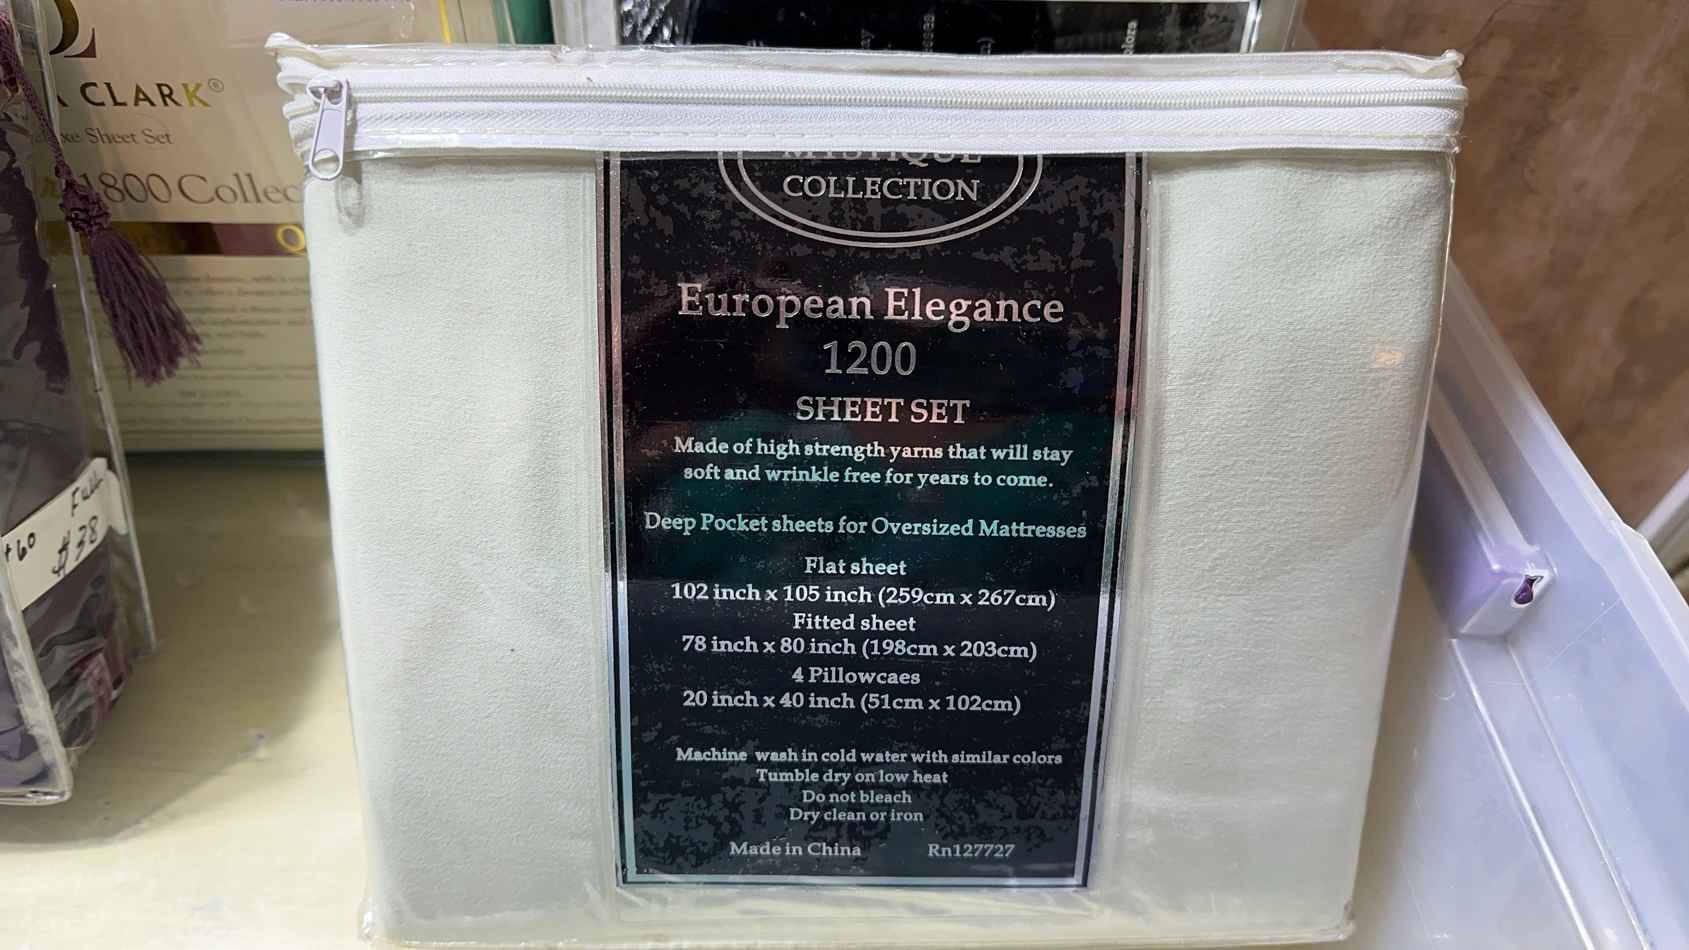 CLARK®
Sheet Set
1800 Collec
Full
$38
MYSTIQUE
COLLECTION
European Elegance
1200
SHEET SET
Made of high strength yarns that will stay
soft and wrinkle free for years to come.
Deep Pocket sheets for Oversized Mattresses
Flat sheet
102 inch x 105 inch (259cm x 267cm)
Fitted sheet
78 inch x 80 inch (198cm x 203cm)
4 Pillowcaes
20 inch x 40 inch (51cm x 102cm)
Machine wash in cold water with similar colors
Tumble dry on low heat
Do not bleach
Dry clean or iron
Made in China Rn127727